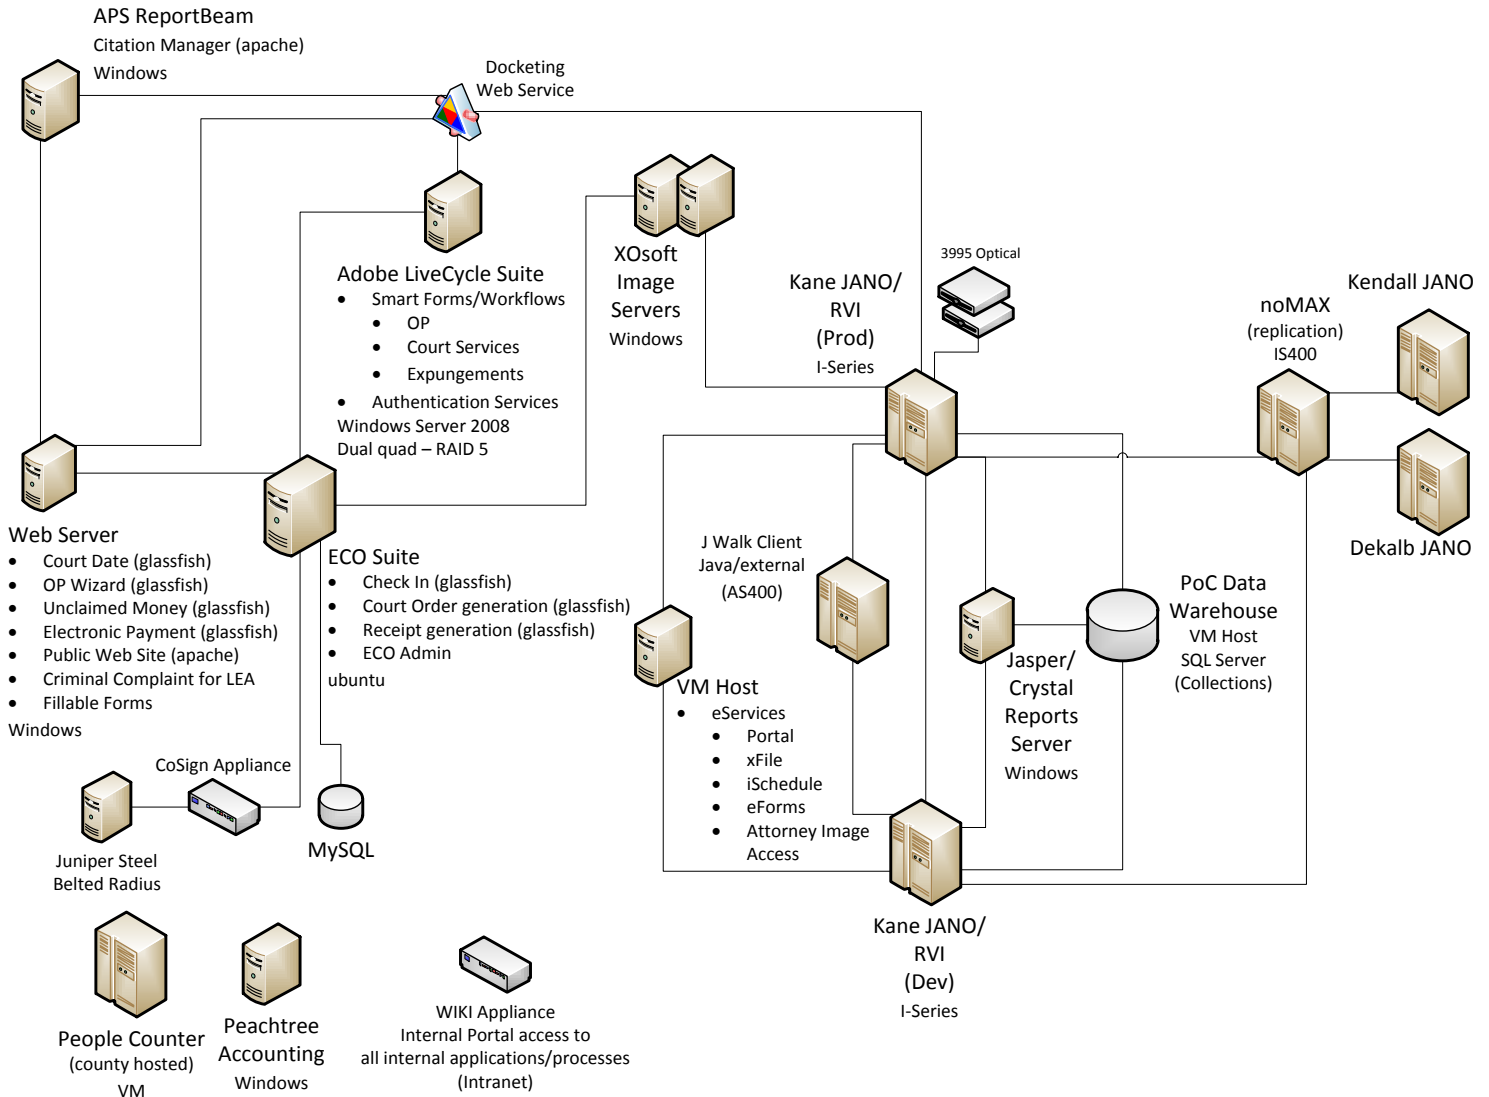 APS ReportBeam
Citation Manager (apache)
Windows
Docketing
Web Service
Adobe LiveCycle Suite
• Smart Forms/Workflows
• OP
• Court Services
• Expungements
• Authentication Services
Windows Server 2008
Dual quad – RAID 5
XOsoft
Image
Servers
Windows
Kane JANO/
RVI
(Prod)
I-Series
3995 Optical
noMAX
(replication)
IS400
Kendall JANO
Dekalb JANO
Web Server
• Court Date (glassfish)
• OP Wizard (glassfish)
• Unclaimed Money (glassfish)
• Electronic Payment (glassfish)
• Public Web Site (apache)
• Criminal Complaint for LEA
• Fillable Forms
Windows
ECO Suite
• Check In (glassfish)
• Court Order generation (glassfish)
• Receipt generation (glassfish)
• ECO Admin
ubuntu
J Walk Client
Java/external
(AS400)
PoC Data
Warehouse
VM Host
SQL Server
(Collections)
Jasper/
Crystal
Reports
Server
Windows
VM Host
• eServices
• Portal
• xFile
• iSchedule
• eForms
• Attorney Image
Access
CoSign Appliance
Juniper Steel
Belted Radius
MySQL
Kane JANO/
RVI
(Dev)
I-Series
People Counter
(county hosted)
VM
Peachtree
Accounting
Windows
WIKI Appliance
Internal Portal access to
all internal applications/processes
(Intranet)